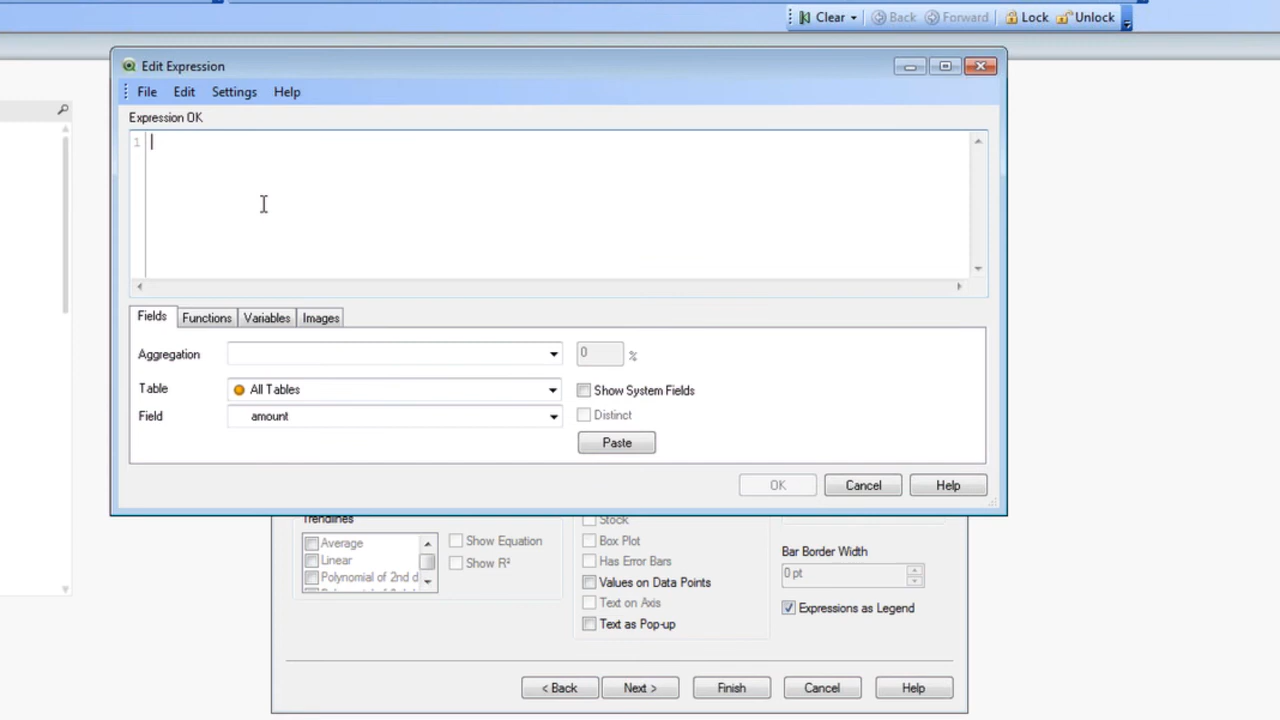 Clear Back Forward Lock Unlock
Edit Expression
File Edit Settings Help
Expression OK
1
Fields Functions Variables Images
Aggregation 0 %
Table All Tables Show System Fields
Field amount Distinct
Paste
OK Cancel Help
Trendlines Stock
Average Show Equation Box Plot Bar Border Width
Linear Show R² Has Error Bars 0 pt
Polynomial of 2nd d Values on Data Points
Text on Axis Expressions as Legend
Text as Pop-up
< Back Next > Finish Cancel Help